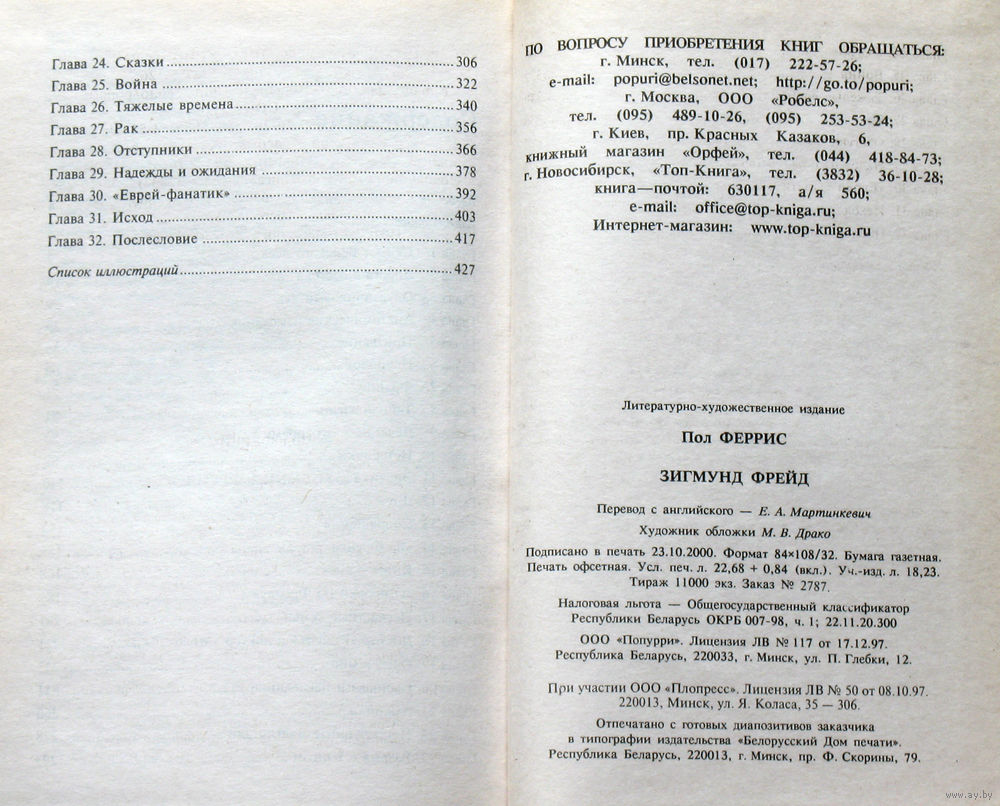 Глава 24. Сказки 306
Глава 25. Война 322
Глава 26. Тяжелые времена 340
Глава 27. Рак 356
Глава 28. Отступники 366
Глава 29. Надежды и ожидания 378
Глава 30. «Еврей-фанатик» 392
Глава 31. Исход 403
Глава 32. Послесловие 417
Список иллюстраций 427
ПО ВОПРОСУ ПРИОБРЕТЕНИЯ КНИГ ОБРАЩАТЬСЯ:
г. Минск, тел. (017) 222-57-26;
e-mail: popuri@belsonet.net; http://go.to/popuri;
г. Москва, ООО «Робелс»,
тел. (095) 489-10-26, (095) 253-53-24;
г. Киев, пр. Красных Казаков, 6,
книжный магазин «Орфей», тел. (044) 418-84-73;
г. Новосибирск, «Топ-Книга», тел. (3832) 36-10-28;
книга—почтой: 630117, а/я 560;
e-mail: office@top-kniga.ru;
Интернет-магазин: www.top-kniga.ru
Литературно-художественное издание
Пол ФЕРРИС
ЗИГМУНД ФРЕЙД
Перевод с английского — Е. А. Мартинкевич
Художник обложки М. В. Драко
Подписано в печать 23.10.2000. Формат 84×108/32. Бумага газетная.
Печать офсетная. Усл. печ. л. 22,68 + 0,84 (вкл.). Уч.-изд. л. 18,23.
Тираж 11000 экз. Заказ № 2787.
Налоговая льгота — Общегосударственный классификатор
Республики Беларусь ОКРБ 007-98, ч. 1; 22.11.20.300
ООО «Попурри». Лицензия ЛВ № 117 от 17.12.97.
Республика Беларусь, 220033, г. Минск, ул. П. Глебки, 12.
При участии ООО «Плопресс». Лицензия ЛВ № 50 от 08.10.97.
220013, Минск, ул. Я. Коласа, 35 — 306.
Отпечатано с готовых диапозитивов заказчика
в типографии издательства «Белорусский Дом печати».
Республика Беларусь, 220013, г. Минск, пр. Ф. Скорины, 79.
www.ay.by